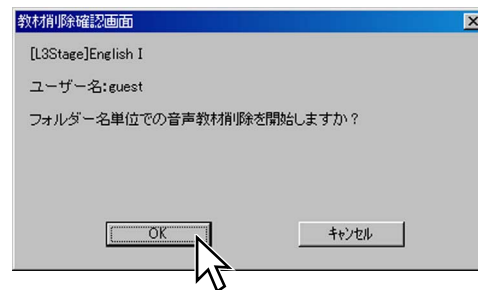 教材削除確認画面
[L3Stage]English I
ユーザー名:guest
フォルダー名単位での音声教材削除を開始しますか?
OK
キャンセル